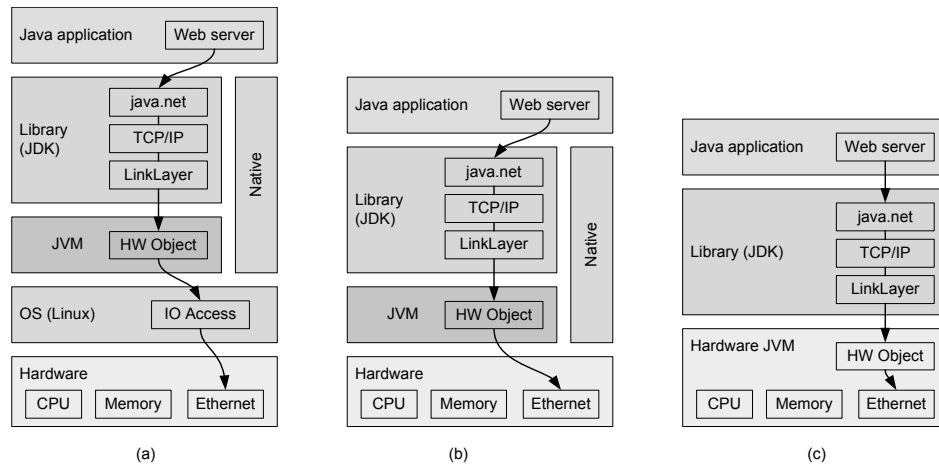 Java application
Web server
Library
(JDK)
java.net
TCP/IP
LinkLayer
Native
JVM
HW Object
OS (Linux)
IO Access
Hardware
CPU
Memory
Ethernet
(a)
Java application
Web server
Library
(JDK)
java.net
TCP/IP
LinkLayer
Native
JVM
HW Object
Hardware
CPU
Memory
Ethernet
(b)
Java application
Web server
Library (JDK)
java.net
TCP/IP
LinkLayer
Hardware JVM
HW Object
CPU
Memory
Ethernet
(c)